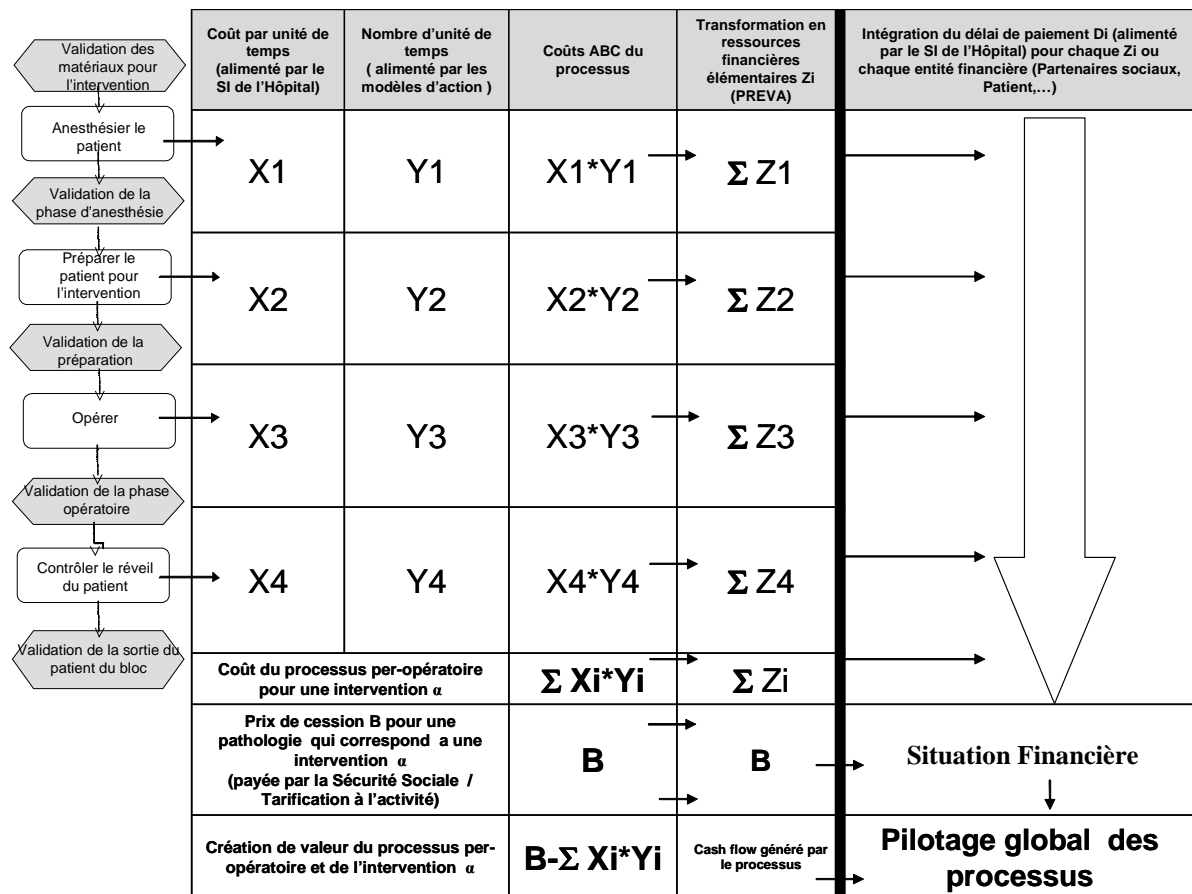 Validation des
matériaux pour
l'intervention
Coût par unité de
temps
(alimenté par le
SI de l'Hôpital)
Nombre d'unité de
temps
( alimenté par les
modèles d'action )
Coûts ABC du
processus
Transformation en
ressources
financières
élémentaires Zi
(PREVA)
Intégration du délai de paiement Di (alimenté
par le SI de l'Hôpital) pour chaque Zi ou
chaque entité financière (Partenaires sociaux,
Patient,…)
Anesthésier le
patient
X1
Y1
X1*Y1
Σ Z1
Validation de la
phase d'anesthésie
Préparer le
patient pour
l'intervention
X2
Y2
X2*Y2
Σ Z2
Validation de la
préparation
Opérer
X3
Y3
X3*Y3
Σ Z3
Validation de la phase
opératoire
Contrôler le réveil
du patient
X4
Y4
X4*Y4
Σ Z4
Validation de la sortie du
patient du bloc
Coût du processus per-opératoire
pour une intervention α
Σ Xi*Yi
Σ Zi
Prix de cession B pour une
pathologie qui correspond a une
intervention α
(payée par la Sécurité Sociale /
Tarification à l'activité)
B
B
Situation Financière
Création de valeur du processus per-
opératoire et de l'intervention α
B-Σ Xi*Yi
Cash flow généré par
le processus
Pilotage global des
processus